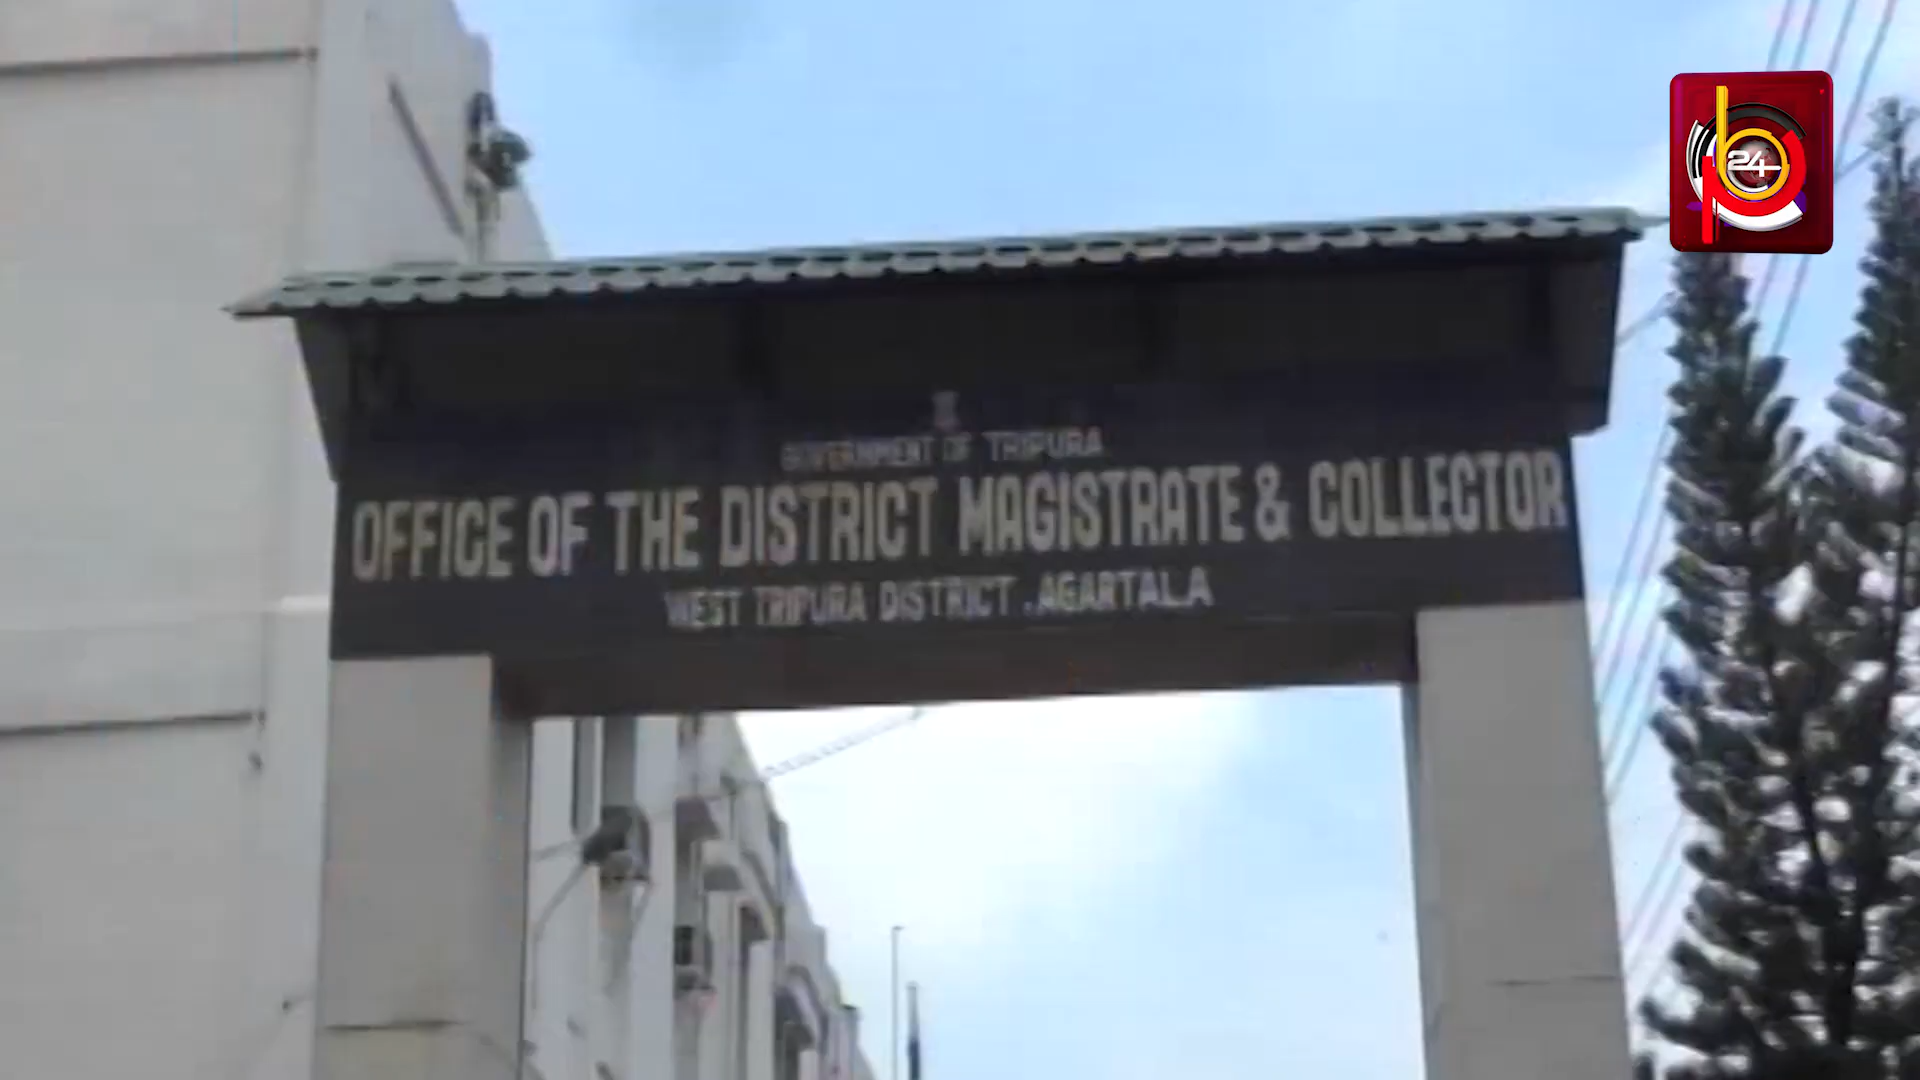 GOVERNMENT OF TRIPURA
OFFICE OF THE DISTRICT MAGISTRATE & COLLECTOR
WEST TRIPURA DISTRICT .AGARTALA
24